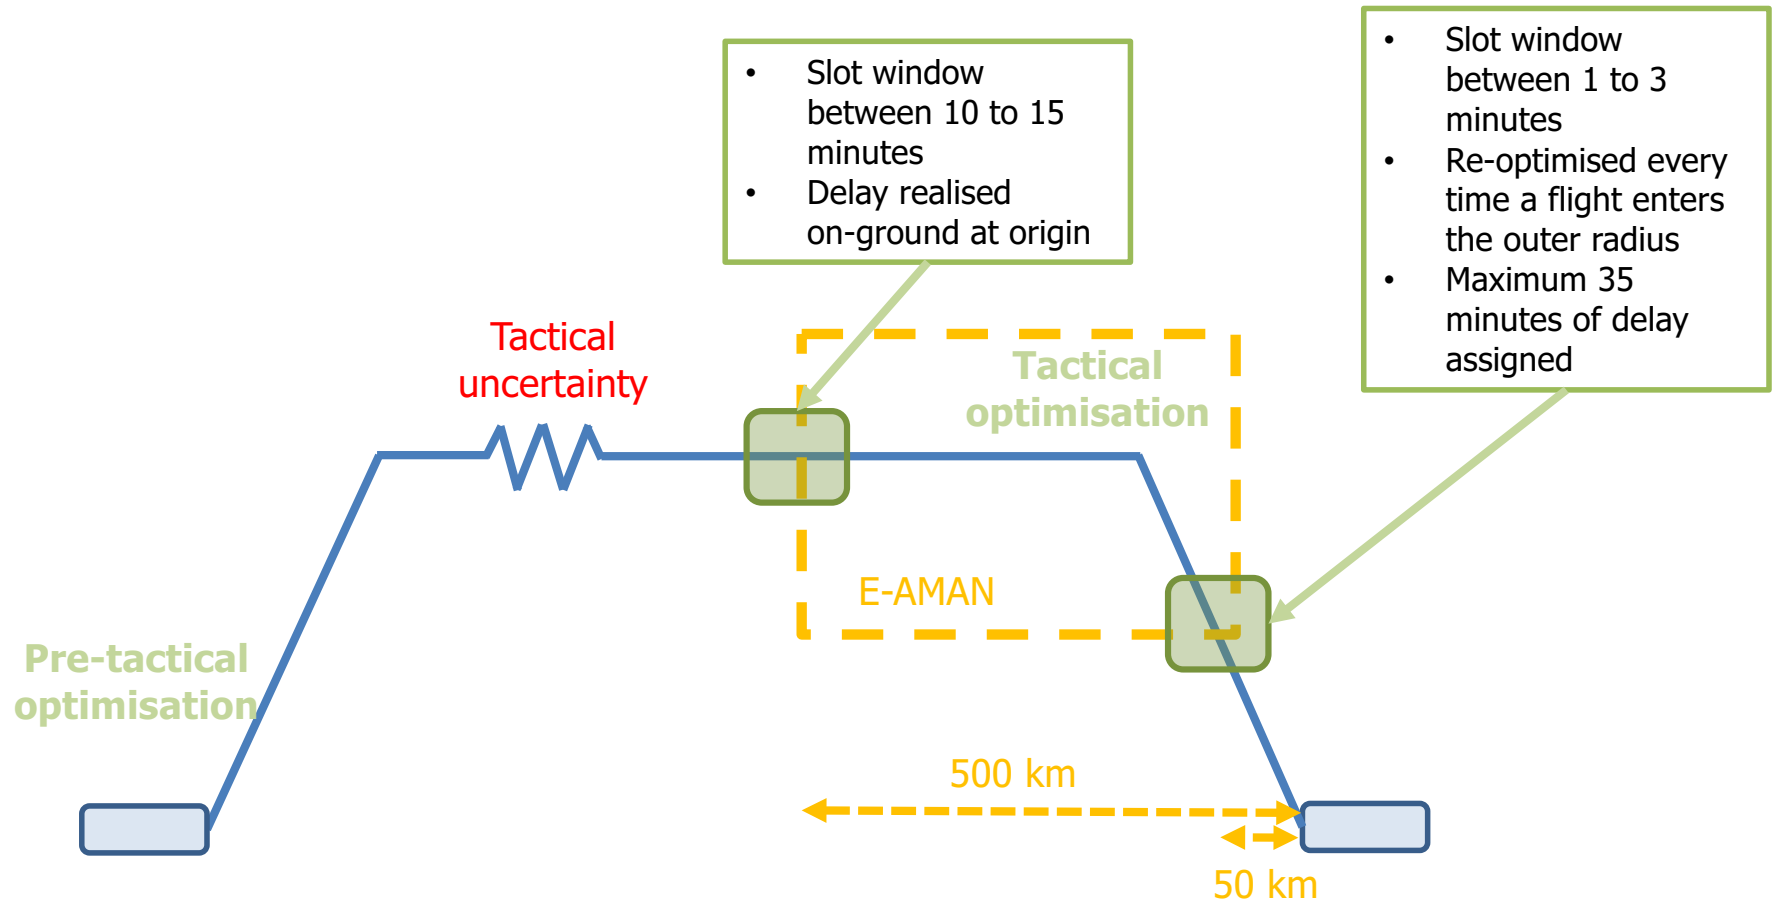 • Slot window
between 10 to 15
minutes
• Delay realised
on-ground at origin
• Slot window
between 1 to 3
minutes
• Re-optimised every
time a flight enters
the outer radius
• Maximum 35
minutes of delay
assigned
Tactical
uncertainty
Tactical
optimisation
E-AMAN
Pre-tactical
optimisation
500 km
50 km